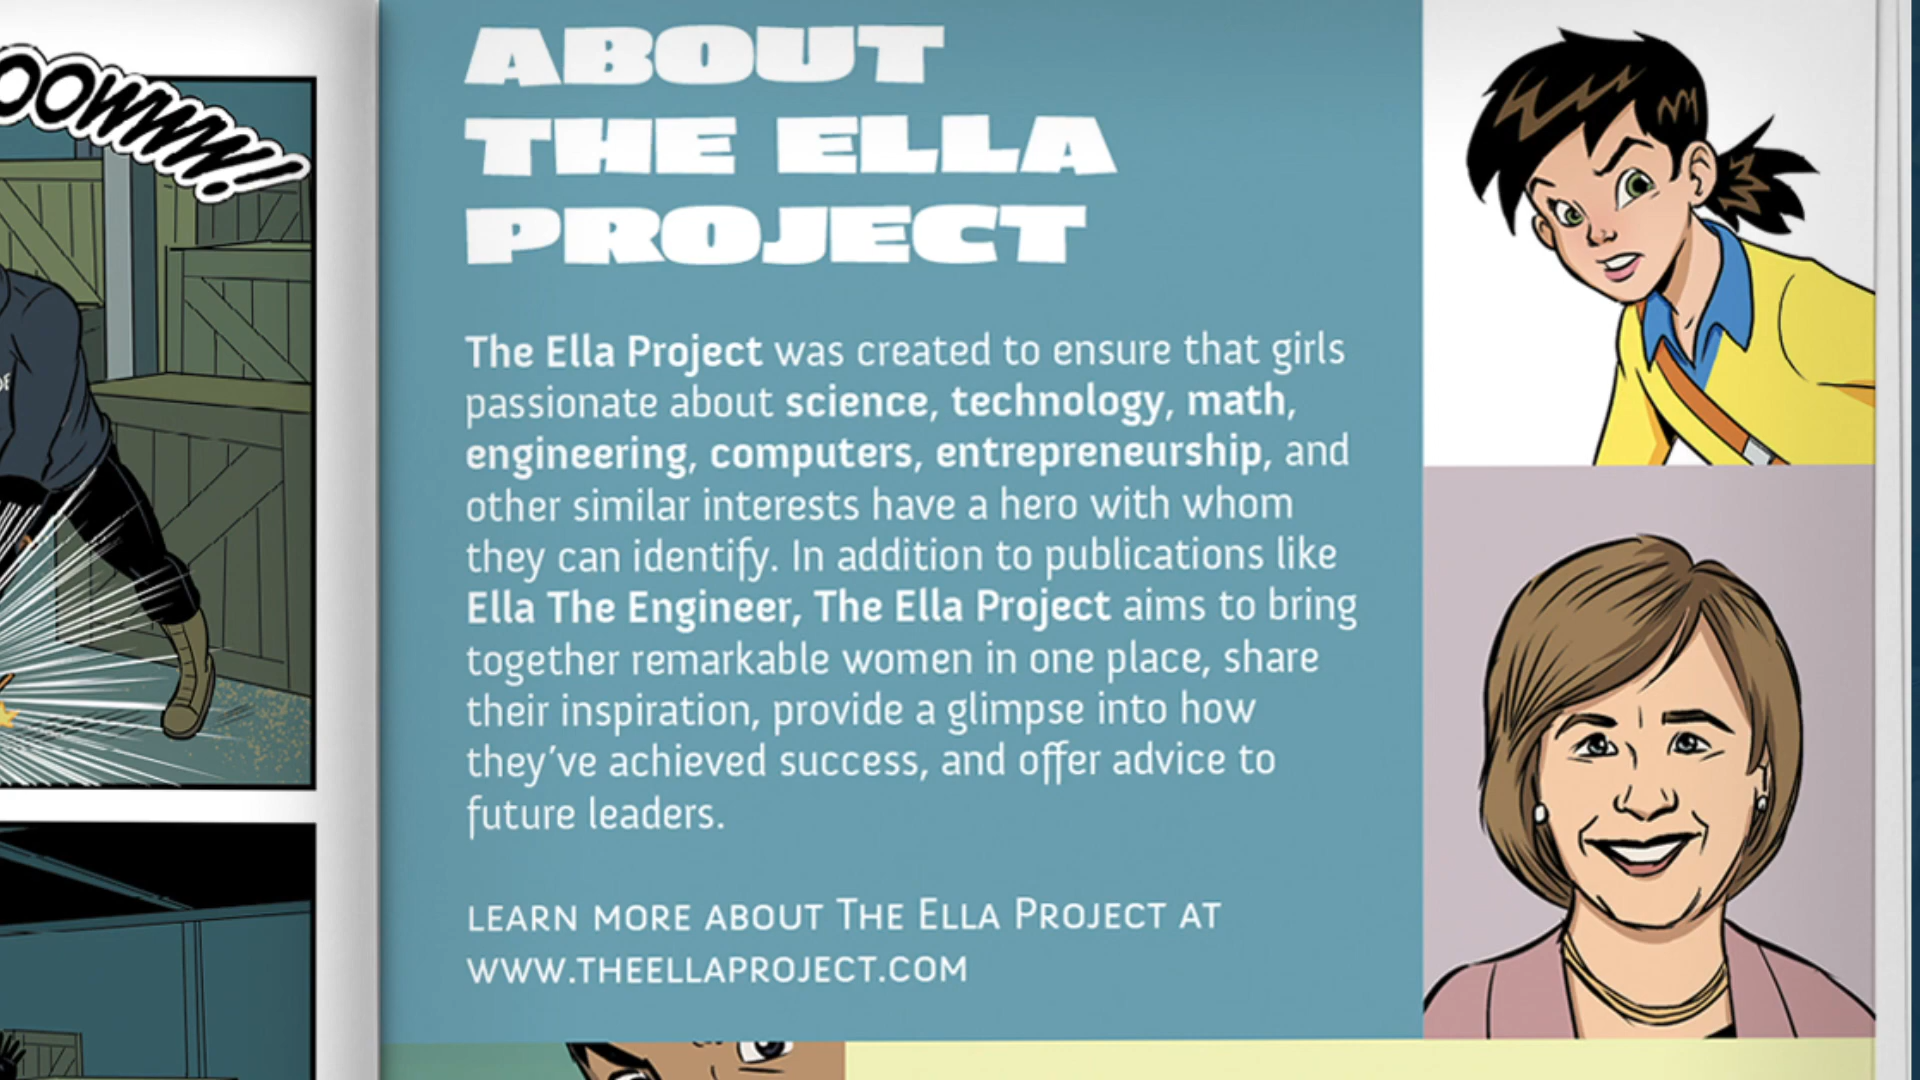 OOWWW!
ABOUT
THE ELLA
PROJECT
The Ella Project was created to ensure that girls
passionate about science, technology, math,
engineering, computers, entrepreneurship, and
other similar interests have a hero with whom
they can identify. In addition to publications like
Ella The Engineer, The Ella Project aims to bring
together remarkable women in one place, share
their inspiration, provide a glimpse into how
they've achieved success, and offer advice to
future leaders.
LEARN MORE ABOUT THE ELLA PROJECT AT
WWW.THEELLAPROJECT.COM